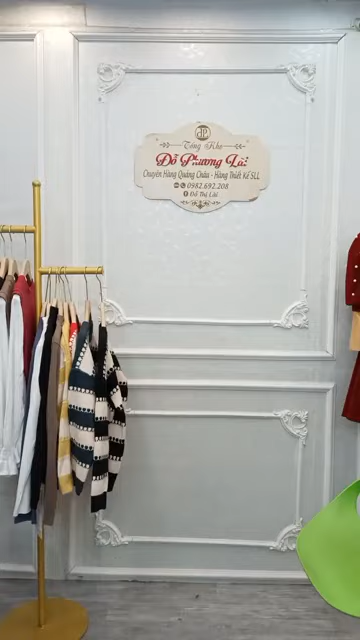 ĐP
Tổng Kho
Đỗ Phương Lài
Chuyên Hàng Quảng Châu - Hàng Thiết Kế SLL
0982.692.208
Đỗ Thị Lài